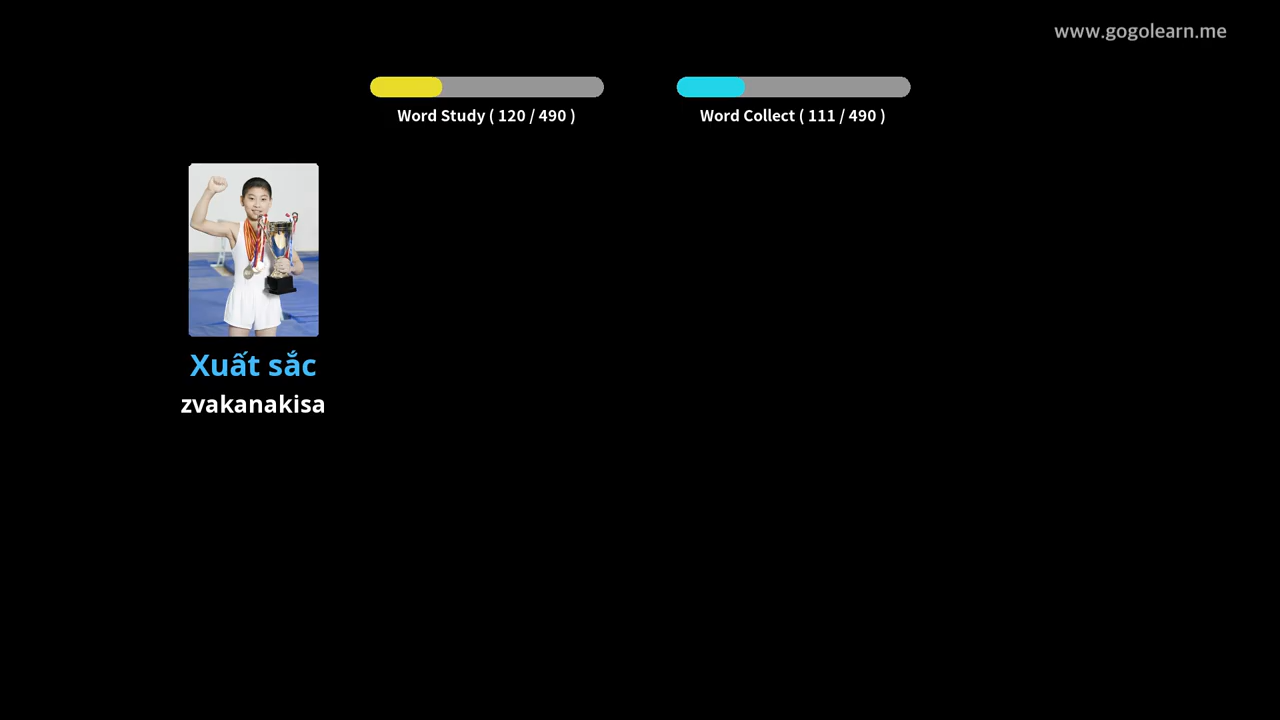 www.gogolearn.me
Word Study ( 120 / 490 )
Word Collect ( 111 / 490 )
Xuất sắc
zvakanakisa